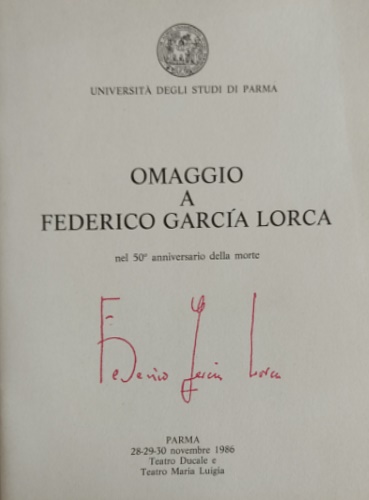 UNIVERSITÀ DEGLI STUDI DI PARMA
OMAGGIO
A
FEDERICO GARCÍA LORCA
nel 50° anniversario della morte
Federico García Lorca
PARMA
28-29-30 novembre 1986
Teatro Ducale e
Teatro Maria Luigia